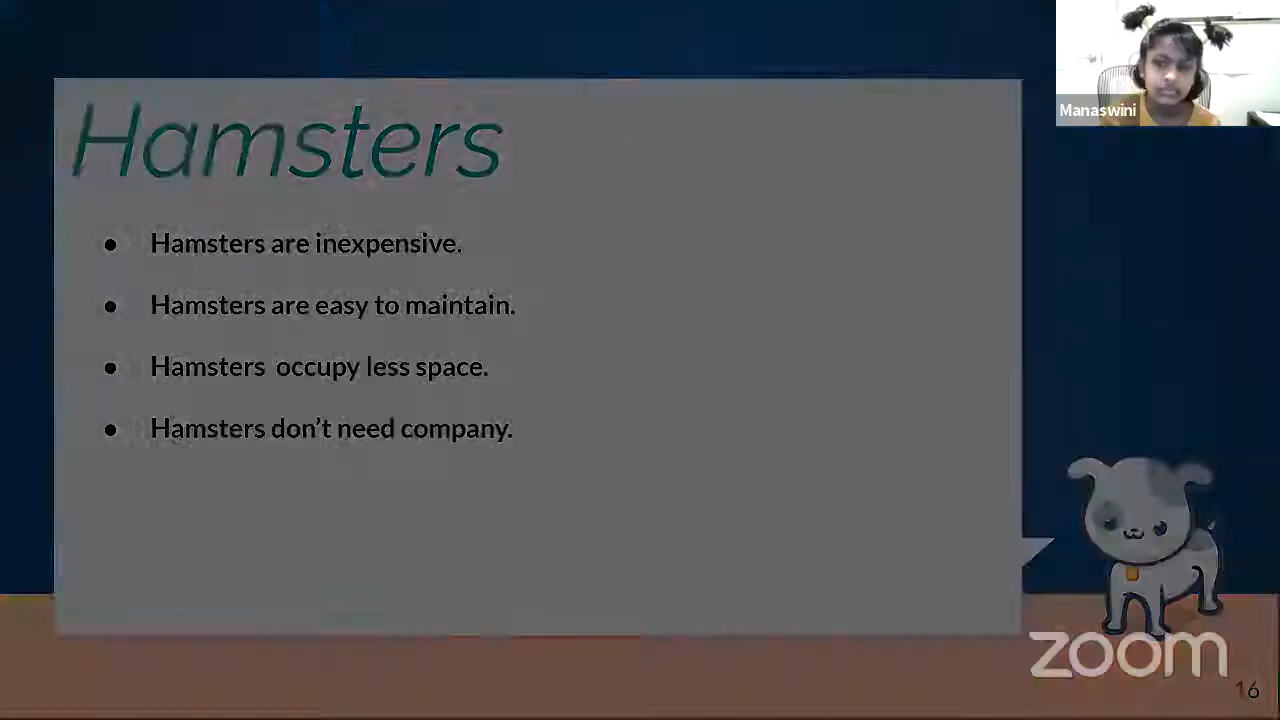 Manaswini
Hamsters
● Hamsters are inexpensive.
● Hamsters are easy to maintain.
● Hamsters occupy less space.
● Hamsters don't need company.
zoom
16